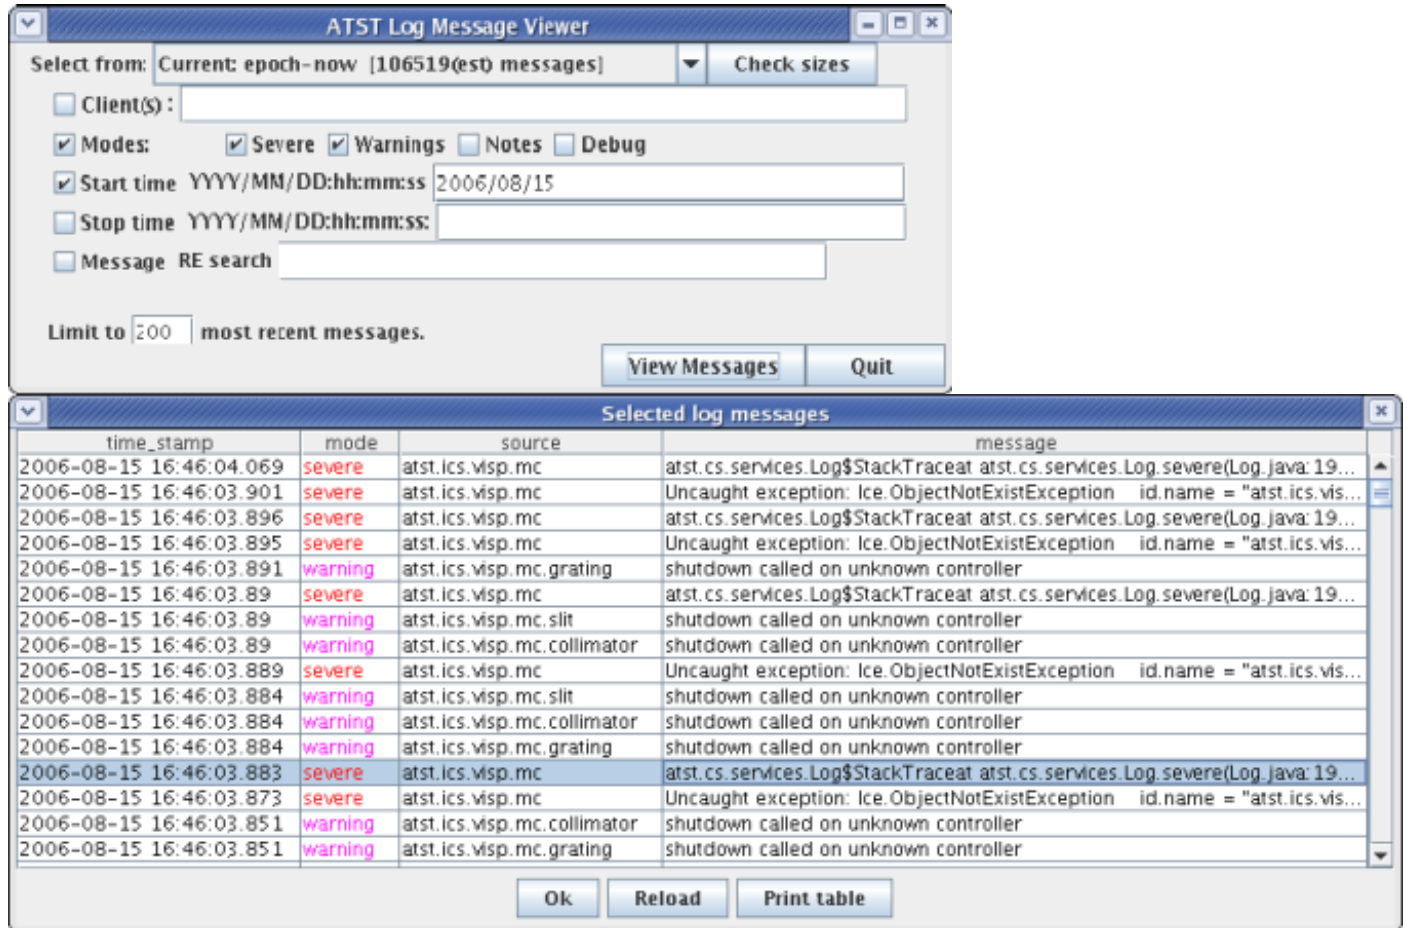 ATST Log Message Viewer
Select from: Current: epoch-now [106519(est) messages] Check sizes
Client(s) :
Modes: Severe Warnings Notes Debug
Start time YYYY/MM/DD:hh:mm:ss 2006/08/15
Stop time YYYY/MM/DD:hh:mm:ss:
Message RE search
Limit to 200 most recent messages.
View Messages Quit
Selected log messages
time_stamp mode source message
2006-08-15 16:46:04.069 severe atst.ics.visp.mc atst.cs.services.Log$StackTraceat atst.cs.services.Log.severe(Log.java:19...
2006-08-15 16:46:03.901 severe atst.ics.visp.mc Uncaught exception: Ice.ObjectNotExistException id.name = "atst.ics.vis...
2006-08-15 16:46:03.896 severe atst.ics.visp.mc atst.cs.services.Log$StackTraceat atst.cs.services.Log.severe(Log.java:19...
2006-08-15 16:46:03.895 severe atst.ics.visp.mc Uncaught exception: Ice.ObjectNotExistException id.name = "atst.ics.vis...
2006-08-15 16:46:03.891 warning atst.ics.visp.mc.grating shutdown called on unknown controller
2006-08-15 16:46:03.89 severe atst.ics.visp.mc atst.cs.services.Log$StackTraceat atst.cs.services.Log.severe(Log.java:19...
2006-08-15 16:46:03.89 warning atst.ics.visp.mc.slit shutdown called on unknown controller
2006-08-15 16:46:03.89 warning atst.ics.visp.mc.collimator shutdown called on unknown controller
2006-08-15 16:46:03.889 severe atst.ics.visp.mc Uncaught exception: Ice.ObjectNotExistException id.name = "atst.ics.vis...
2006-08-15 16:46:03.884 warning atst.ics.visp.mc.slit shutdown called on unknown controller
2006-08-15 16:46:03.884 warning atst.ics.visp.mc.collimator shutdown called on unknown controller
2006-08-15 16:46:03.884 warning atst.ics.visp.mc.grating shutdown called on unknown controller
2006-08-15 16:46:03.883 severe atst.ics.visp.mc atst.cs.services.Log$StackTraceat atst.cs.services.Log.severe(Log.java:19...
2006-08-15 16:46:03.873 severe atst.ics.visp.mc Uncaught exception: Ice.ObjectNotExistException id.name = "atst.ics.vis...
2006-08-15 16:46:03.851 warning atst.ics.visp.mc.collimator shutdown called on unknown controller
2006-08-15 16:46:03.851 warning atst.ics.visp.mc.grating shutdown called on unknown controller
Ok Reload Print table